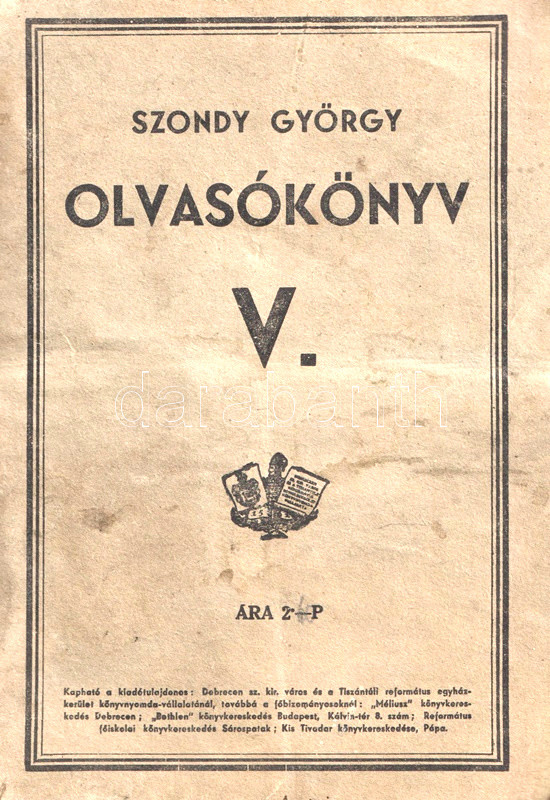 SZONDY GYÖRGY
OLVASÓKÖNYV
V.
darabanth
ÁRA 2·—P
Kapható a kiadótulajdonos: Debrecen sz. kir. város és a Tiszántúli református egyház-
kerület könyvnyomda-vállalatánál, továbbá a főbizományosoknál: „Méliusz” könyvkeres-
kedés Debrecen; „Bethlen” könyvkereskedés Budapest, Kálvin-tér 8. szám; Református
főiskolai könyvkereskedés Sárospatak; Kis Tivadar könyvkereskedése, Pápa.